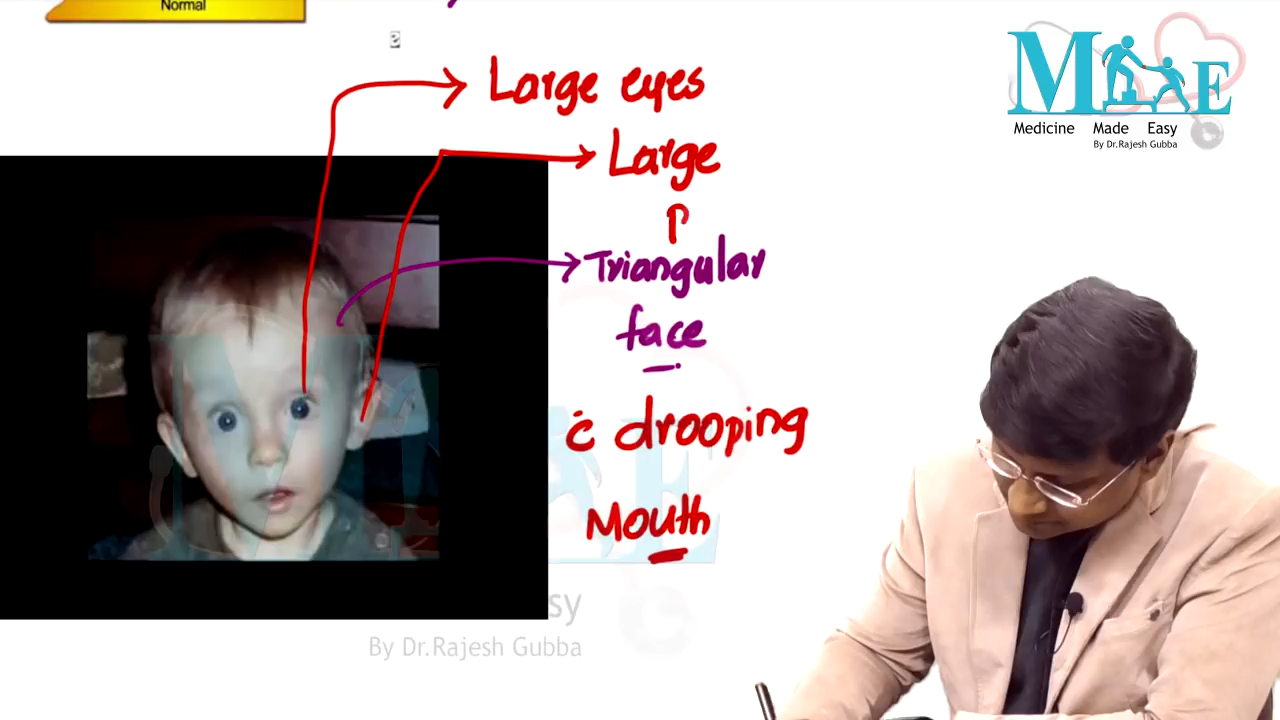 Normal
Large eyes
Large
Triangular
face
c̄ drooping
Mouth
M E
Medicine Made Easy
By Dr.Rajesh Gubba
sy
By Dr.Rajesh Gubba